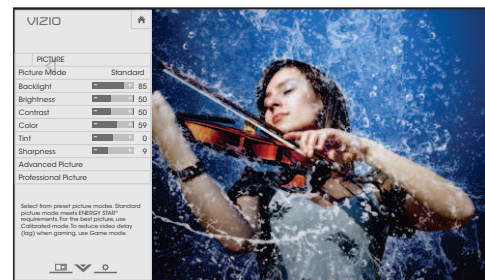 VIZIO
PICTURE
Picture Mode Standard
Backlight 85
Brightness 50
Contrast 50
Color 59
Tint 0
Sharpness 9
Advanced Picture
Professional Picture
Select from preset picture modes. Standard
picture mode meets ENERGY STAR®
requirements. For the best picture, use
Calibrated mode. To reduce video delay
(lag) when gaming, use Game mode.